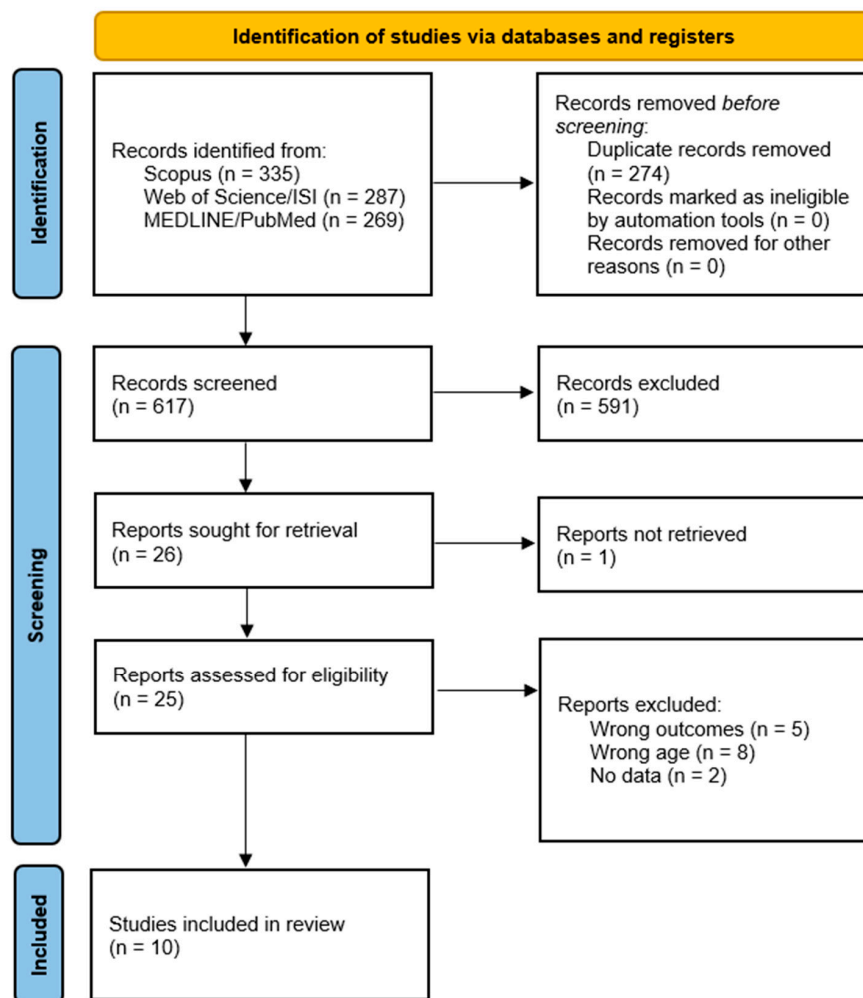 Identification of studies via databases and registers
Identification
Records identified from:
Scopus (n = 335)
Web of Science/ISI (n = 287)
MEDLINE/PubMed (n = 269)
Records removed before
screening:
Duplicate records removed
(n = 274)
Records marked as ineligible
by automation tools (n = 0)
Records removed for other
reasons (n = 0)
Screening
Records screened
(n = 617)
Records excluded
(n = 591)
Reports sought for retrieval
(n = 26)
Reports not retrieved
(n = 1)
Reports assessed for eligibility
(n = 25)
Reports excluded:
Wrong outcomes (n = 5)
Wrong age (n = 8)
No data (n = 2)
Included
Studies included in review
(n = 10)